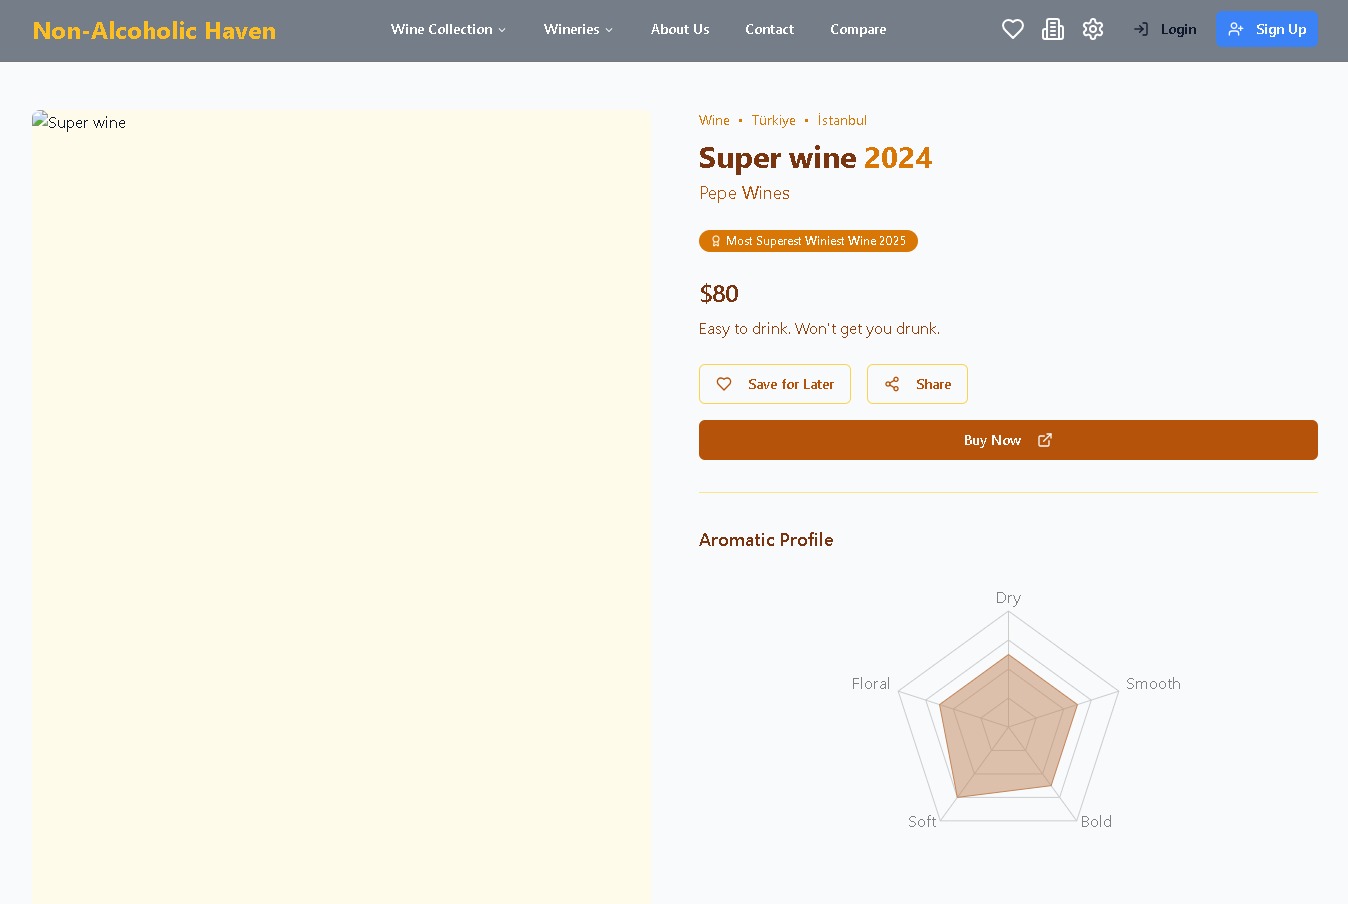 Non-Alcoholic Haven
Wine Collection
Wineries
About Us
Contact
Compare
Login
Sign Up
Super wine
Wine • Türkiye • İstanbul
Super wine 2024
Pepe Wines
Most Superest Winiest Wine 2025
$80
Easy to drink. Won't get you drunk.
Save for Later
Share
Buy Now
Aromatic Profile
Dry
Floral
Smooth
Soft
Bold